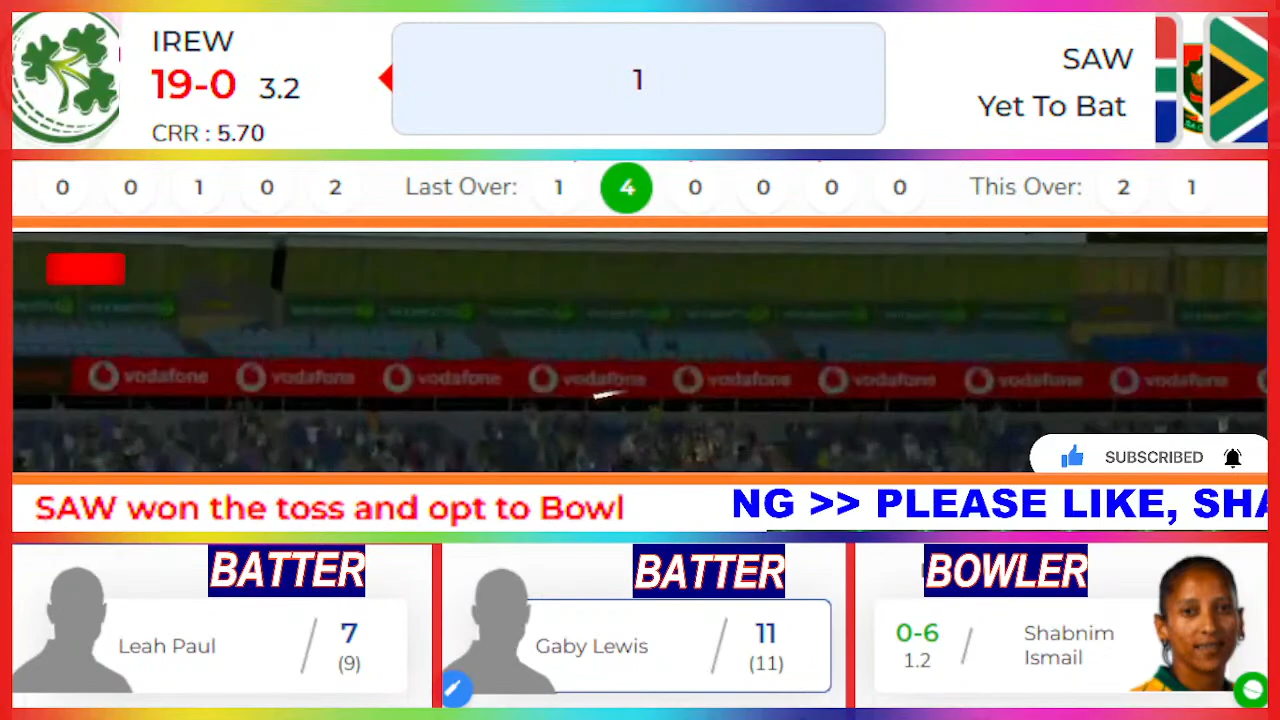 IREW
19-0 3.2
CRR : 5.70
1
SAW
Yet To Bat
0 0 1 0 2 Last Over: 1 4 0 0 0 0 This Over: 2 1
vodafone vodafone vodafone vodafone vodafone vodafone vodafone vodafone
SUBSCRIBED
SAW won the toss and opt to Bowl
NG >> PLEASE LIKE, SHA
BATTER
Leah Paul 7
(9)
BATTER
Gaby Lewis 11
(11)
BOWLER
0-6
1.2
Shabnim
Ismail